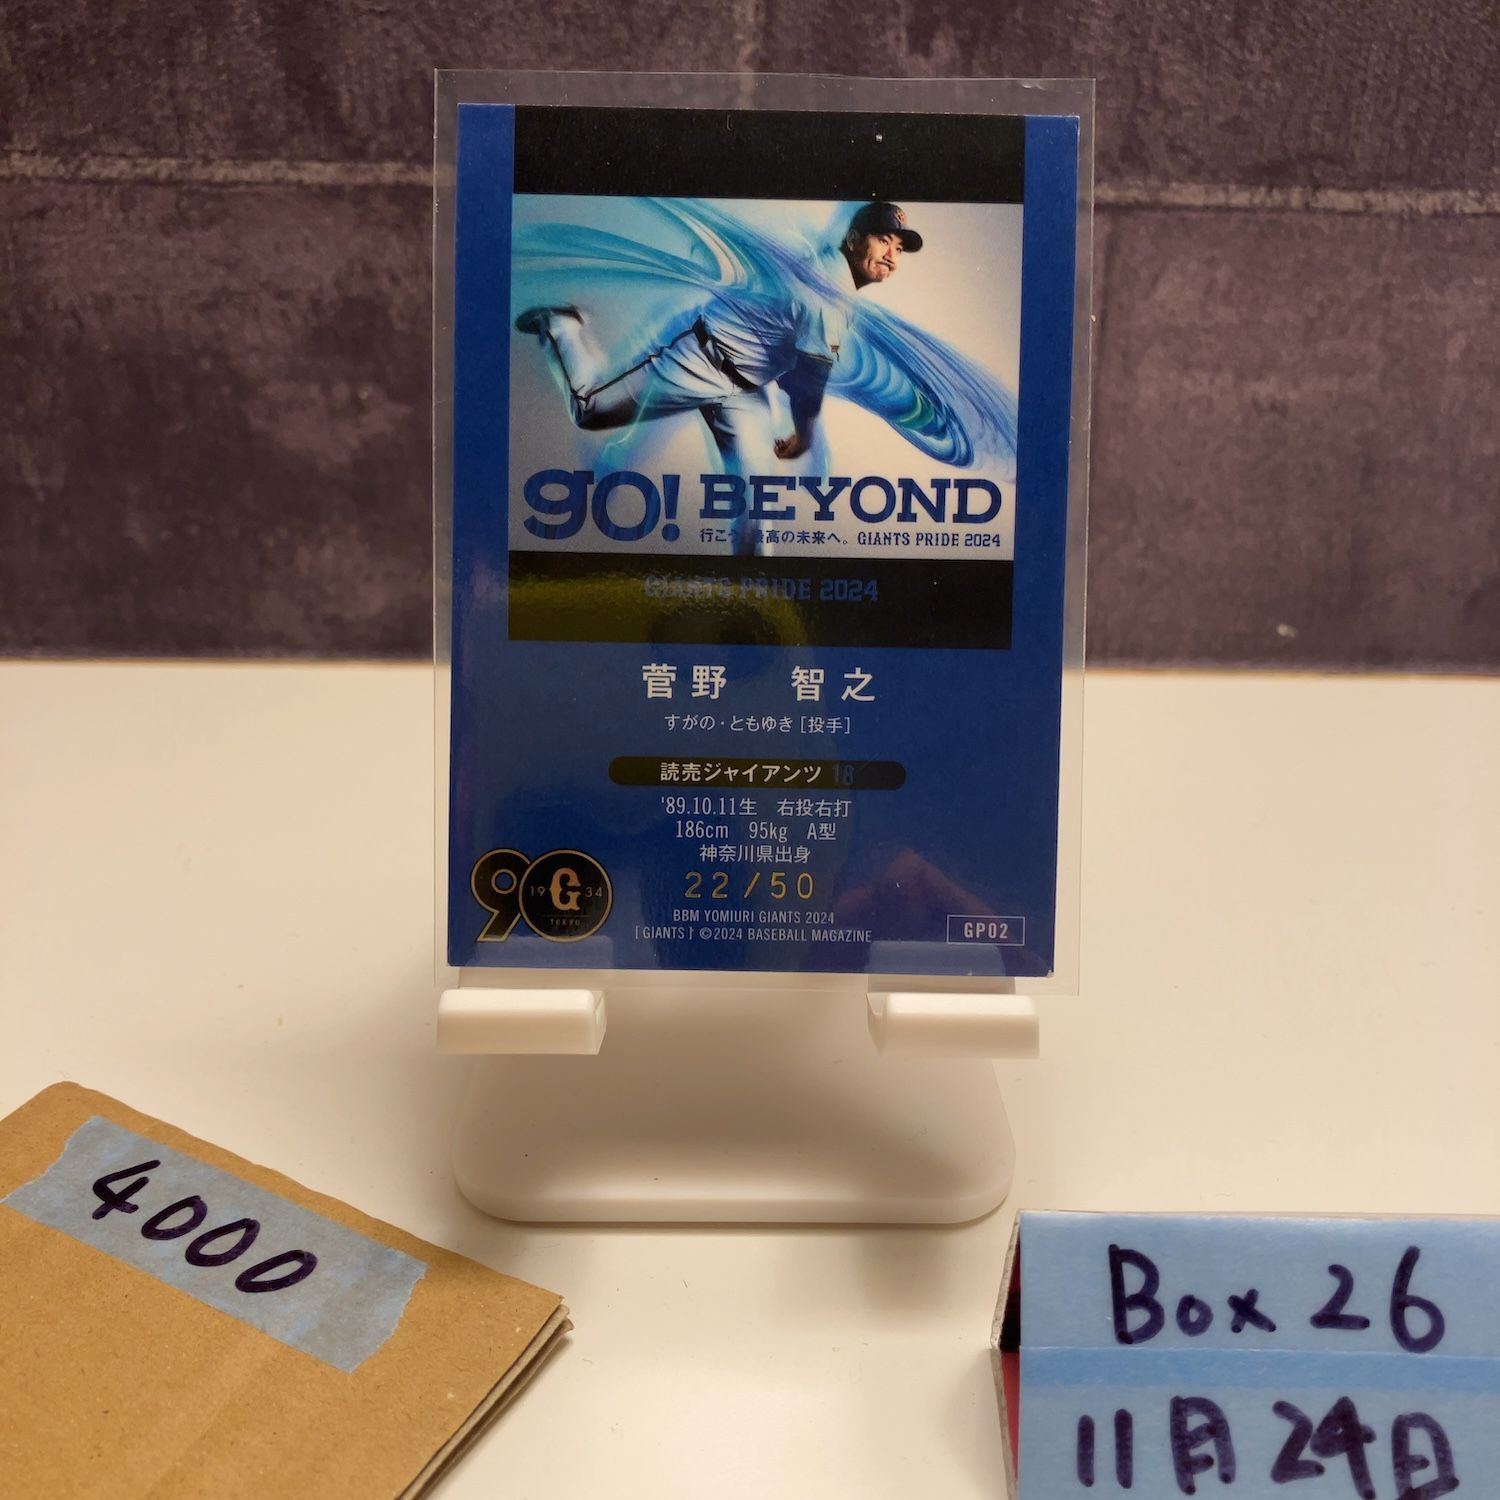 go! BEYOND
行こう 最高の未来へ。 GIANTS PRIDE 2024
GIANTS PRIDE 2024
菅野 智之
すがの・ともゆき [投手]
読売ジャイアンツ 18
'89.10.11生 右投右打
186cm 95kg A型
神奈川県出身
22/50
90
19 G 34
TOKYO
BBM YOMIURI GIANTS 2024
[GIANTS] ©2024 BASEBALL MAGAZINE
GP02
4000
Box 26
11月24日